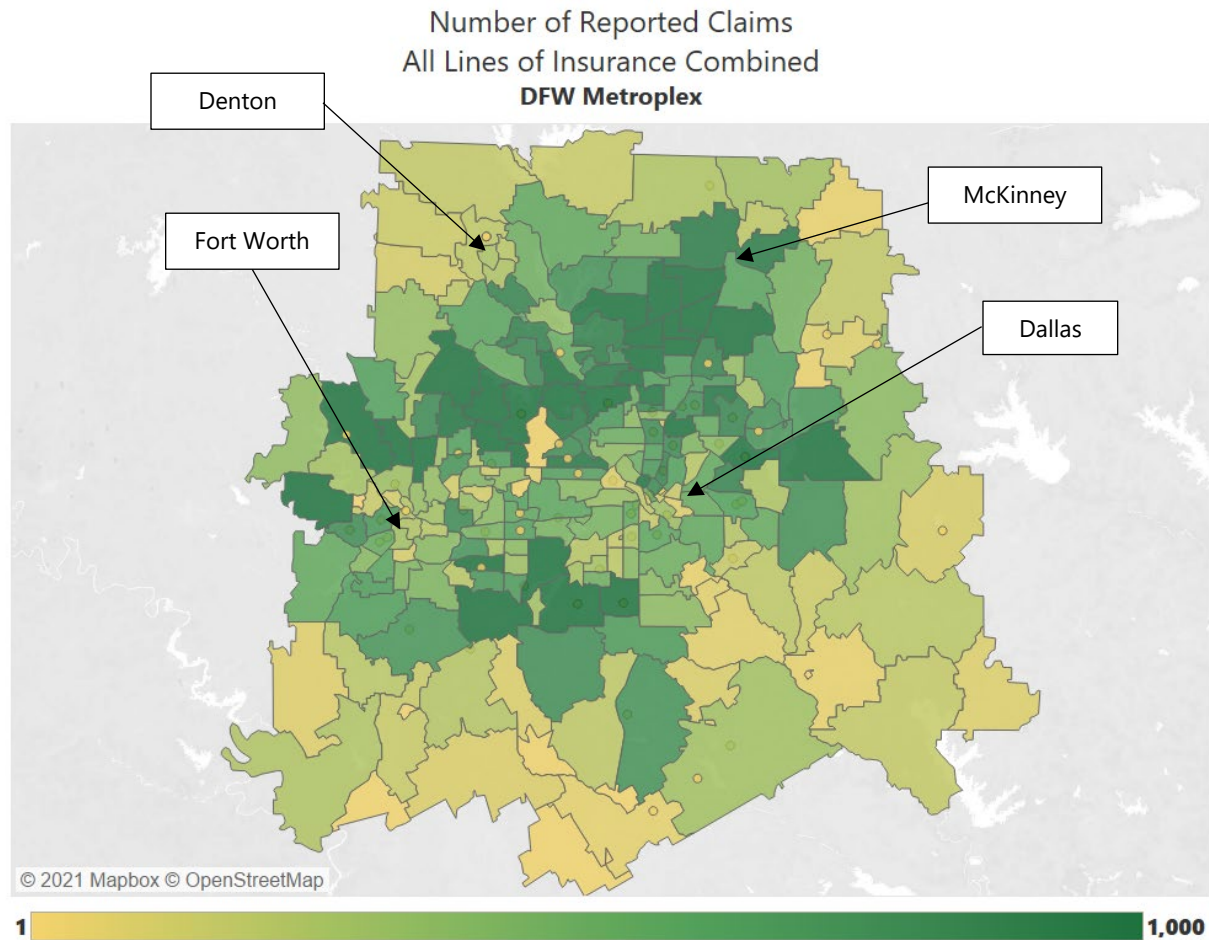 Number of Reported Claims
All Lines of Insurance Combined
DFW Metroplex
Denton
McKinney
Fort Worth
Dallas
© 2021 Mapbox © OpenStreetMap
1
1,000